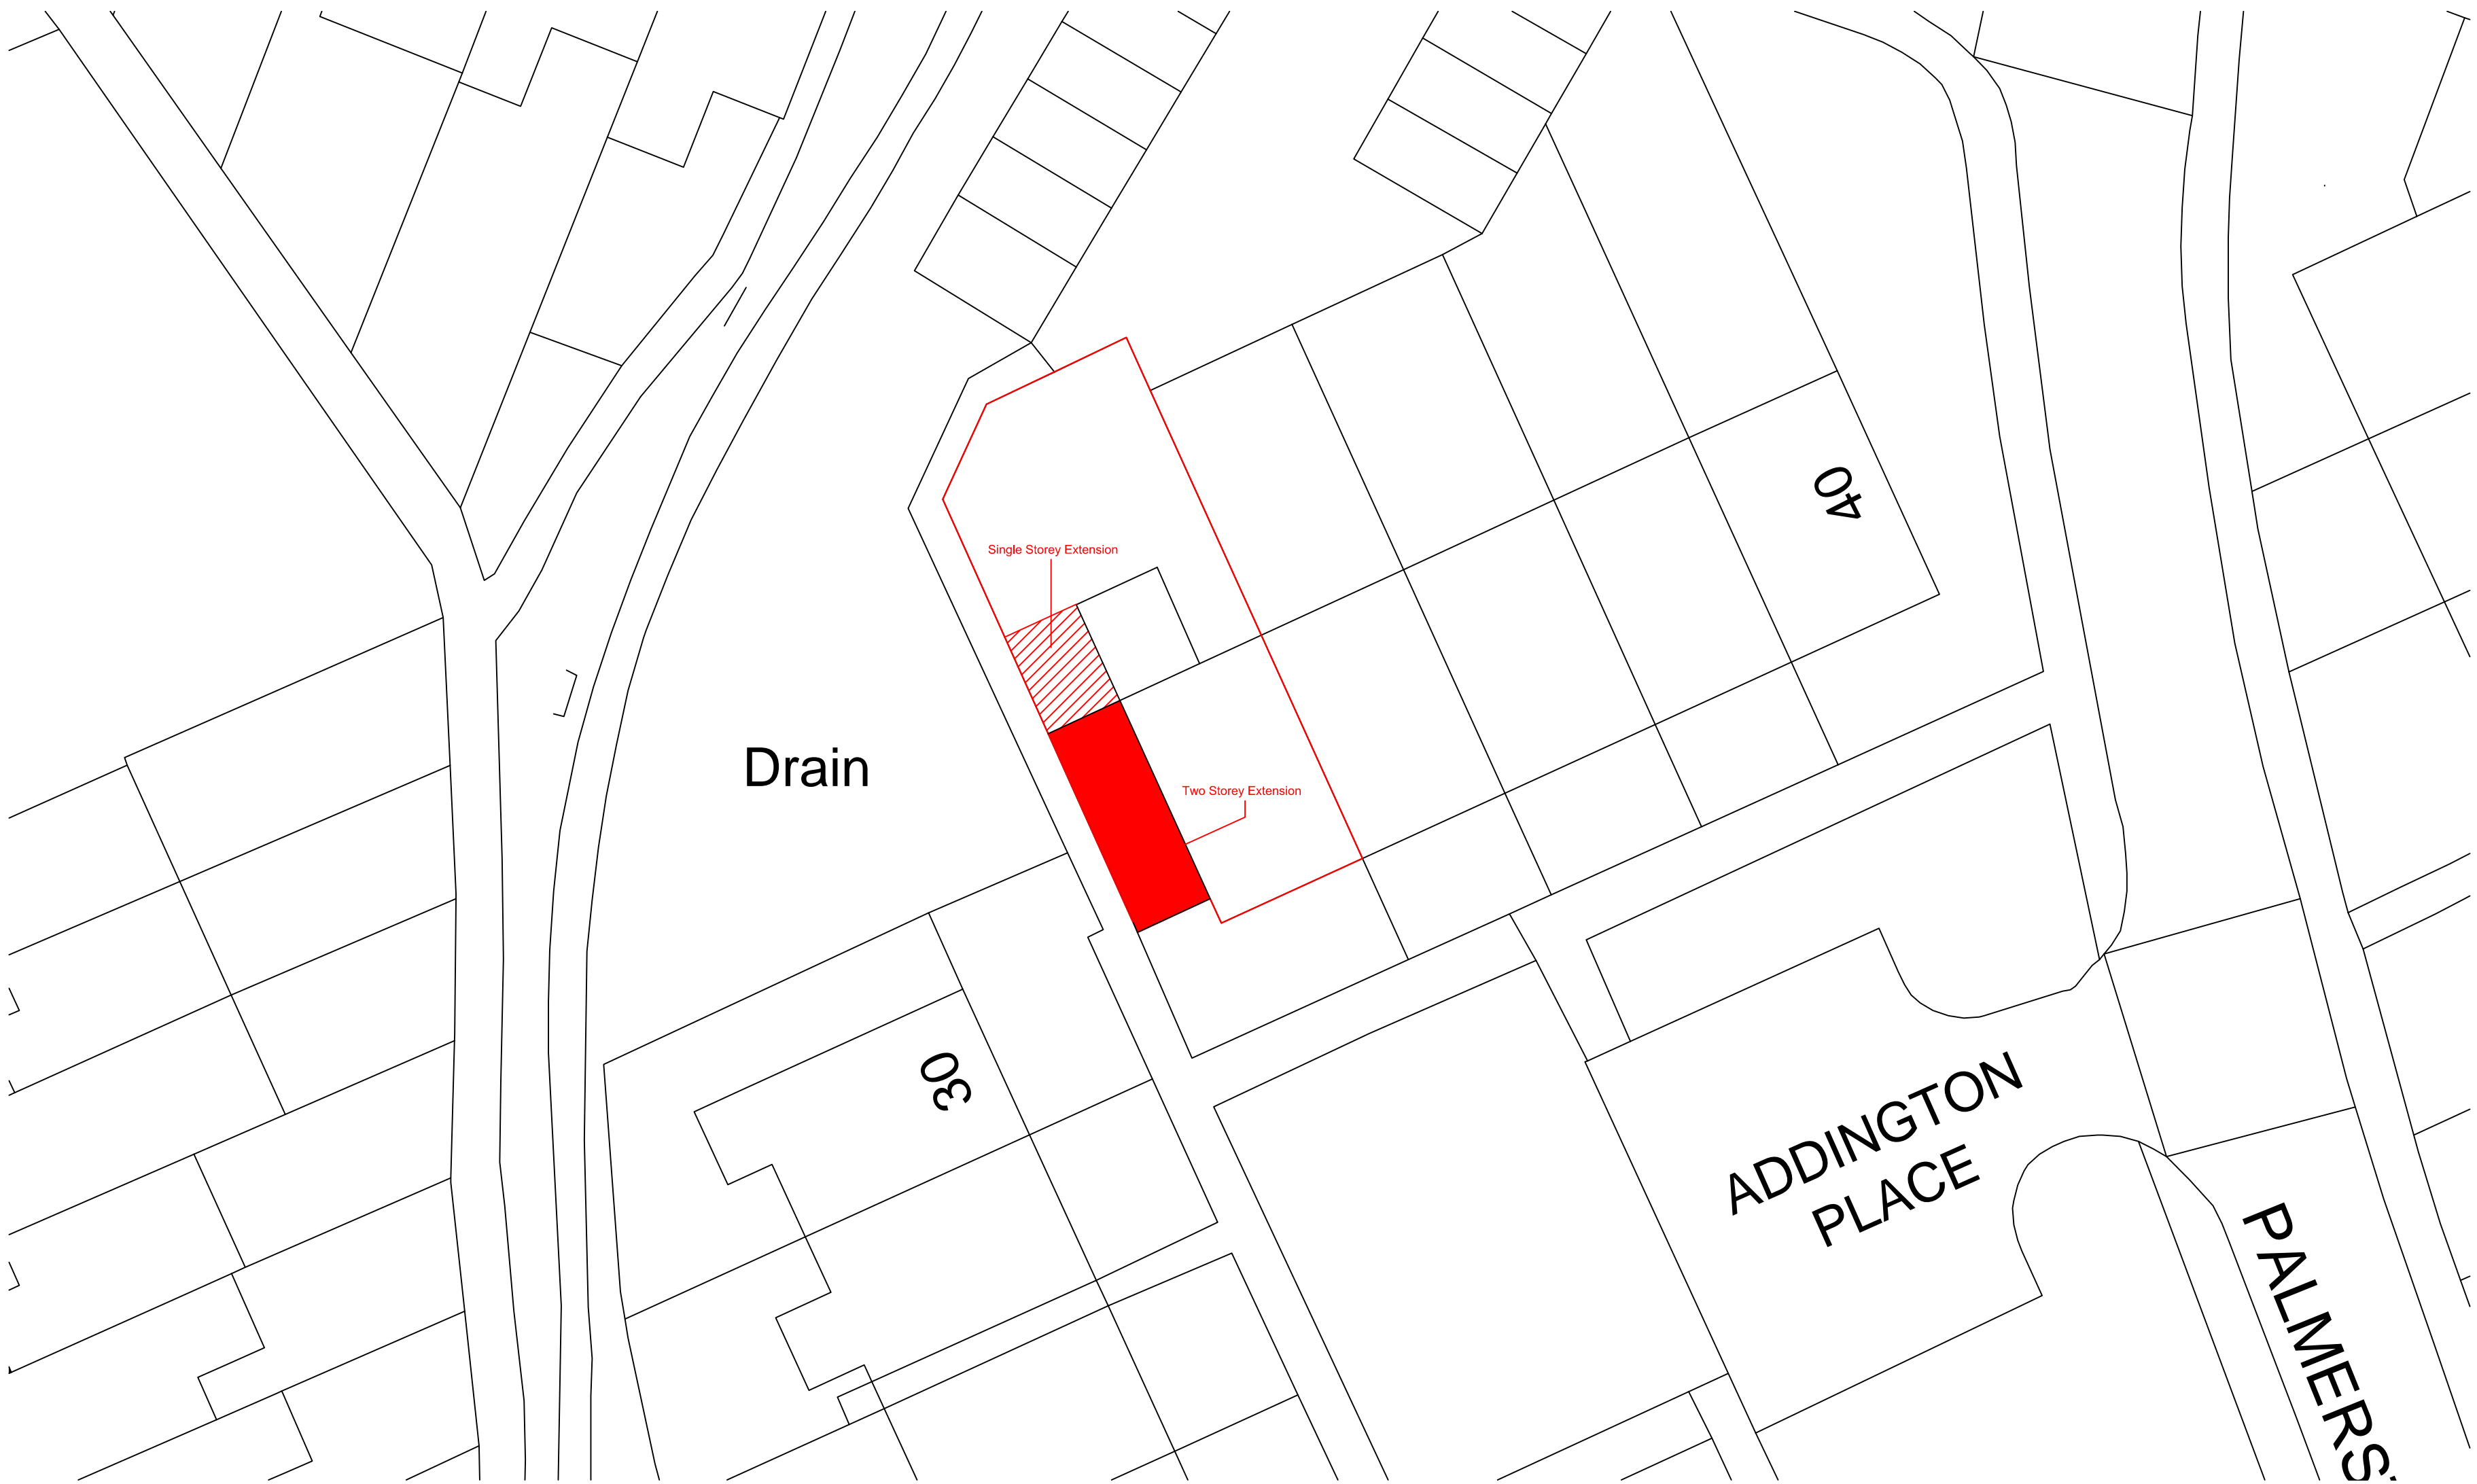 40
Single Storey Extension
Drain
Two Storey Extension
30
ADDINGTON
PLACE
PALMERS